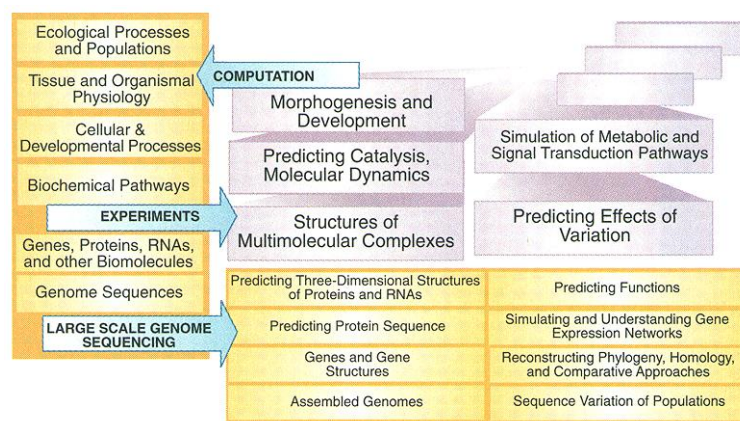 Ecological Processes
and Populations
Tissue and Organismal
Physiology
Cellular &
Developmental Processes
Biochemical Pathways
Genes, Proteins, RNAs,
and other Biomolecules
Genome Sequences
COMPUTATION
EXPERIMENTS
LARGE SCALE GENOME
SEQUENCING
Morphogenesis and
Development
Predicting Catalysis,
Molecular Dynamics
Structures of
Multimolecular Complexes
Simulation of Metabolic and
Signal Transduction Pathways
Predicting Effects of
Variation
Predicting Three-Dimensional Structures
of Proteins and RNAs
Predicting Protein Sequence
Genes and Gene
Structures
Assembled Genomes
Predicting Functions
Simulating and Understanding Gene
Expression Networks
Reconstructing Phylogeny, Homology,
and Comparative Approaches
Sequence Variation of Populations